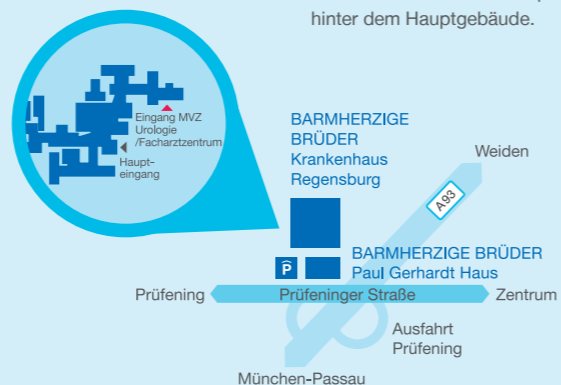 hinter dem Hauptgebäude.
Eingang MVZ
Urologie
/Facharztzentrum
Haupt-
eingang
BARMHERZIGE
BRÜDER
Krankenhaus
Regensburg
Weiden
A93
BARMHERZIGE BRÜDER
Paul Gerhardt Haus
P
Prüfening
Prüfeninger Straße
Zentrum
Ausfahrt
Prüfening
München-Passau